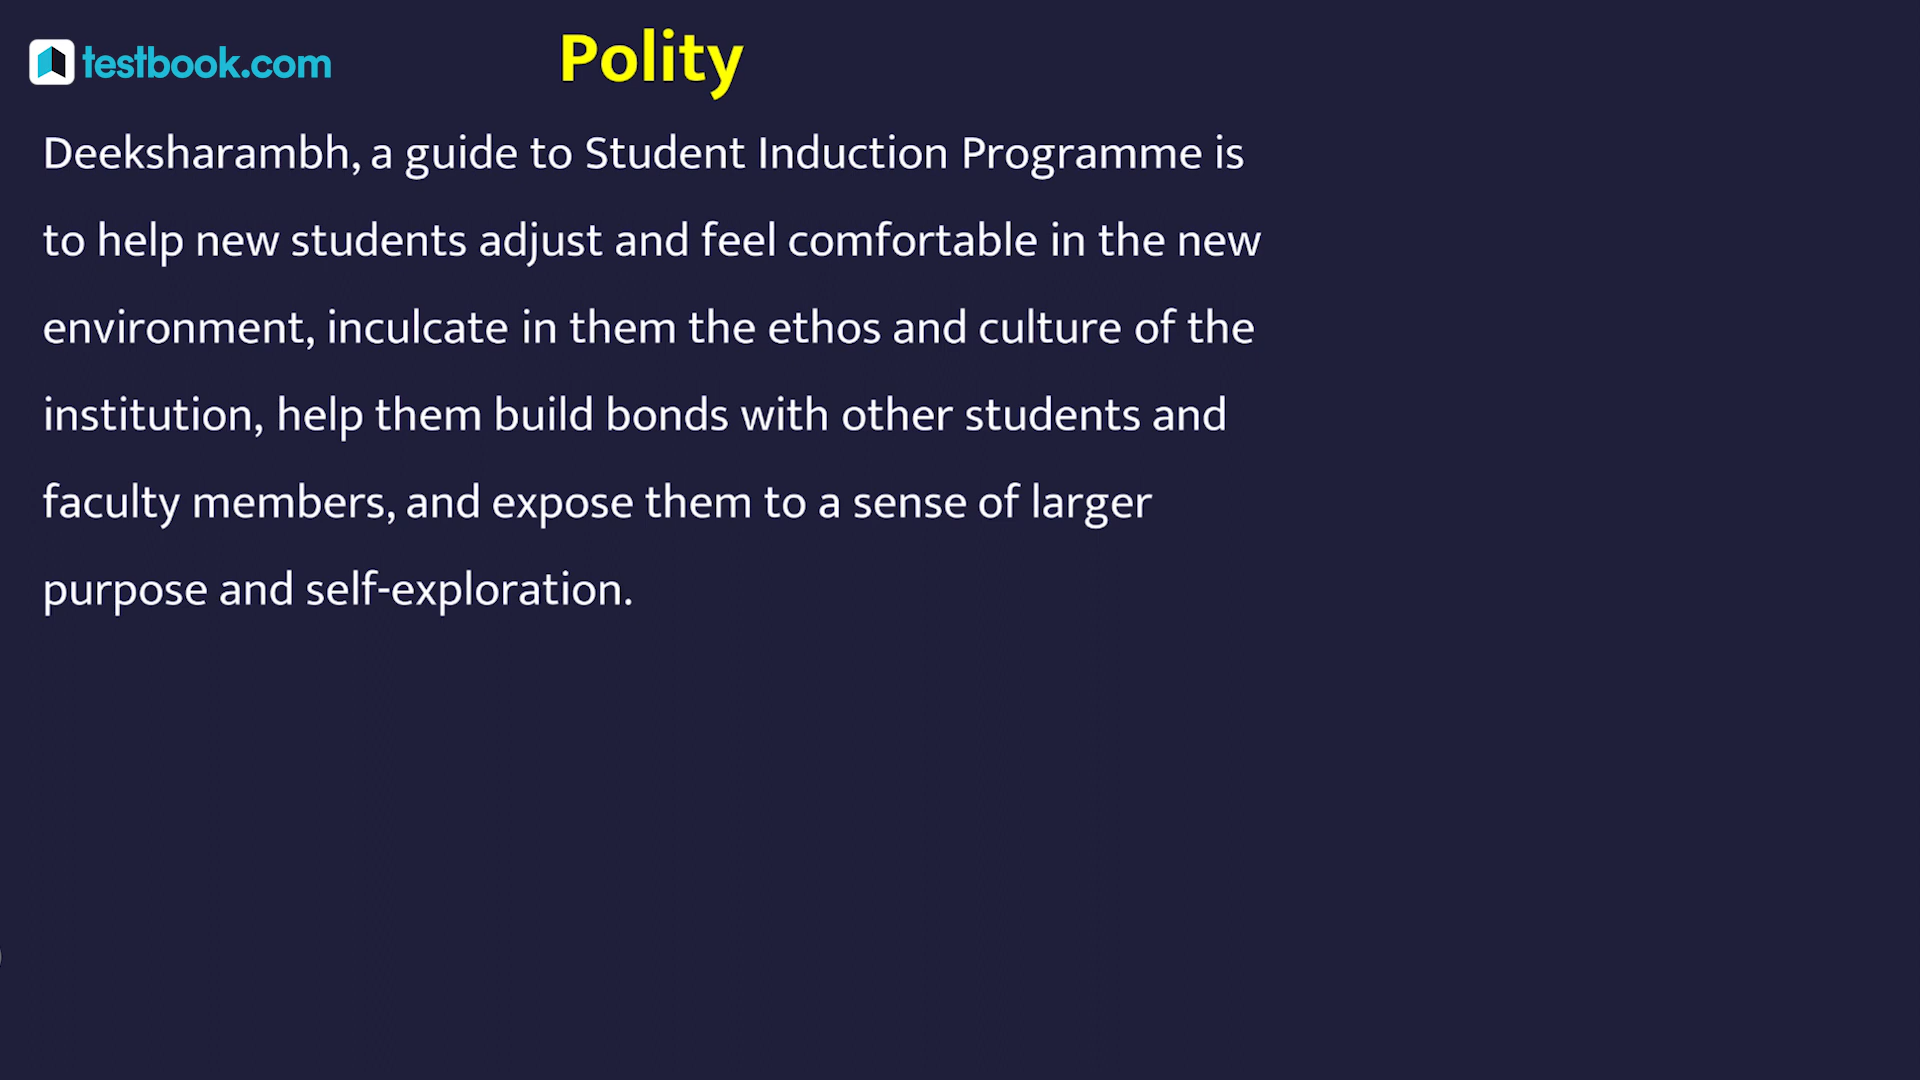 testbook.com
Polity
Deeksharambh, a guide to Student Induction Programme is
to help new students adjust and feel comfortable in the new
environment, inculcate in them the ethos and culture of the
institution, help them build bonds with other students and
faculty members, and expose them to a sense of larger
purpose and self-exploration.